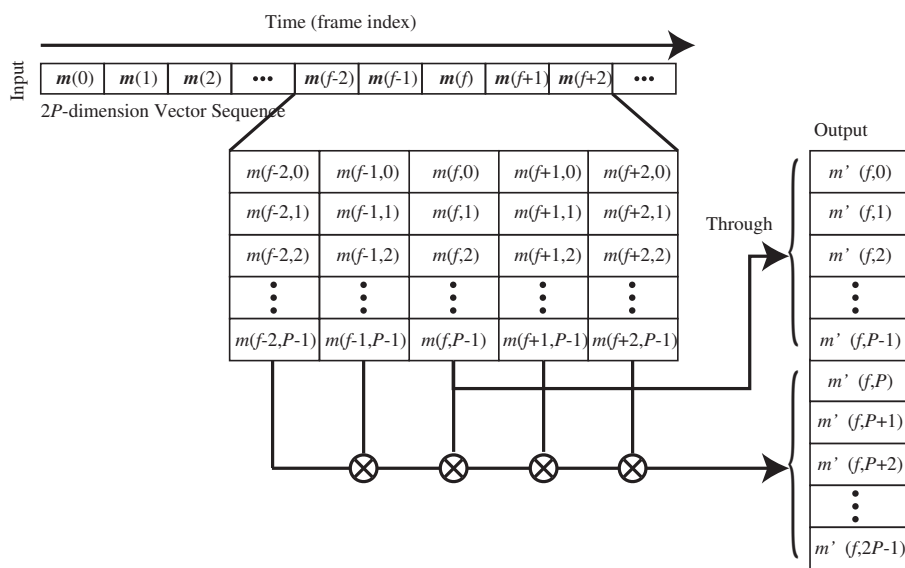 Time (frame index)
Input
m(0) m(1) m(2) ••• m(f-2) m(f-1) m(f) m(f+1) m(f+2) •••
2P-dimension Vector Sequence
Output
m(f-2,0) m(f-1,0) m(f,0) m(f+1,0) m(f+2,0) m' (f,0)
m(f-2,1) m(f-1,1) m(f,1) m(f+1,1) m(f+2,1) m' (f,1)
Through
m(f-2,2) m(f-1,2) m(f,2) m(f+1,2) m(f+2,2) m' (f,2)
m(f-2,P-1) m(f-1,P-1) m(f,P-1) m(f+1,P-1) m(f+2,P-1) m' (f,P-1)
m' (f,P)
m' (f,P+1)
m' (f,P+2)
m' (f,2P-1)